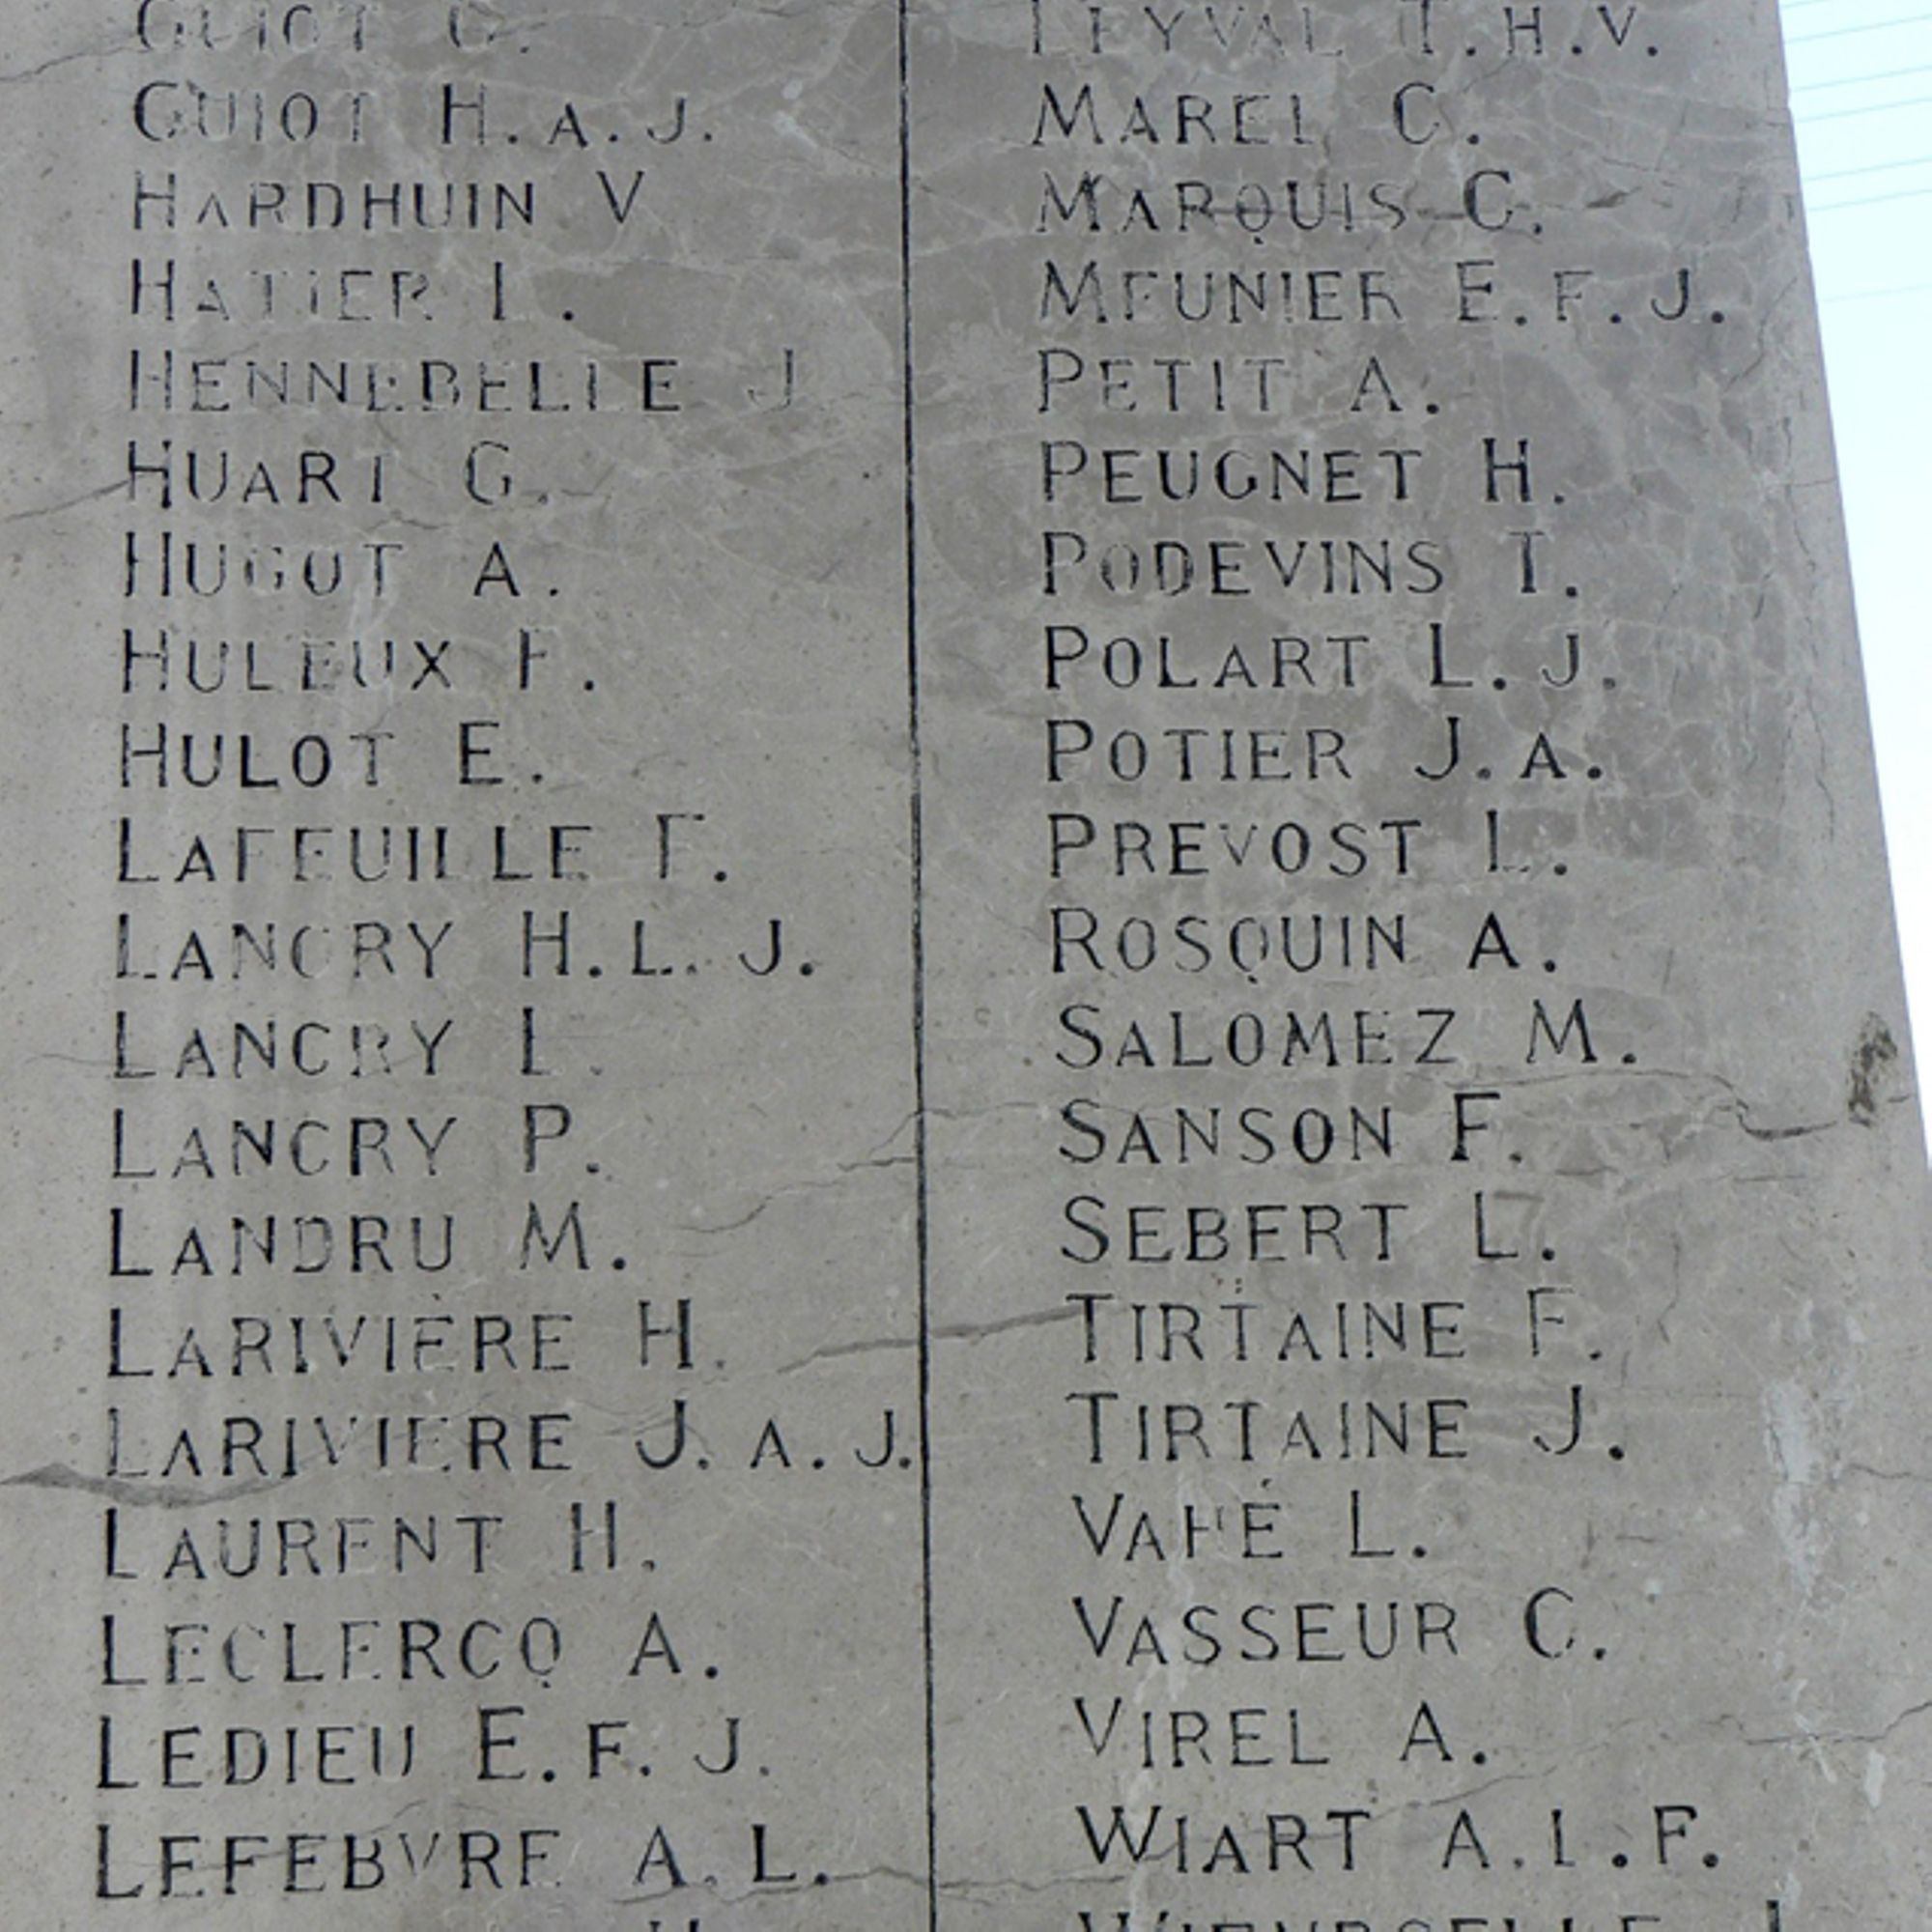 GUIOT G.
GUIOT H.A.J.
HARDHUIN V
HATIER L.
HENNEBELLE J
HUART G.
HUGOT A.
HULEUX F.
HULOT E.
LAFEUILLE F.
LANCRY H.L.J.
LANCRY L.
LANCRY P.
LANDRU M.
LARIVIÈRE H.
LARIVIERE J.A.J.
LAURENT H.
LECLERCQ A.
LEDIEU E.F.J.
LEFEBVRE A.L.
LEYVAL T.H.V.
MAREL C.
MARQUIS C.
MEUNIER E.F.J.
PETIT A.
PEUGNET H.
PODEVINS T.
POLART L.J.
POTIER J.A.
PREVOST L.
ROSQUIN A.
SALOMEZ M.
SANSON F.
SEBERT L.
TIRTAINE F.
TIRTAINE J.
VAHÉ L.
VASSEUR C.
VIREL A.
WIART A.L.F.